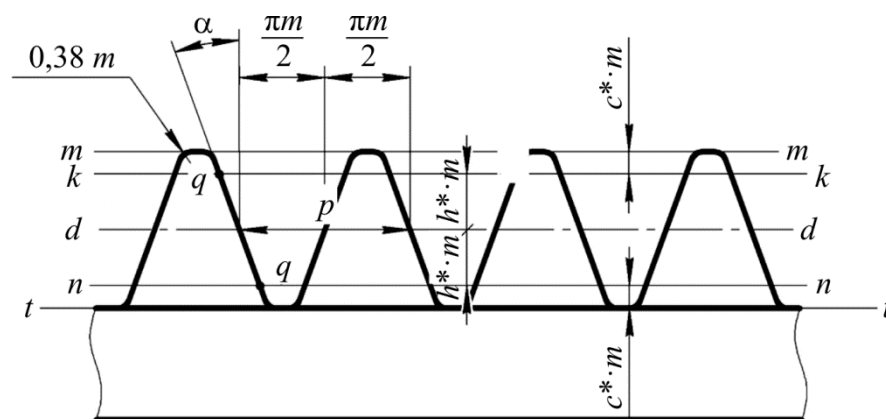 α
πm/2 πm/2
0,38 m
c*·m
m m
k q k
h*·m
p
d d
h*·m
n q n
t t
c*·m